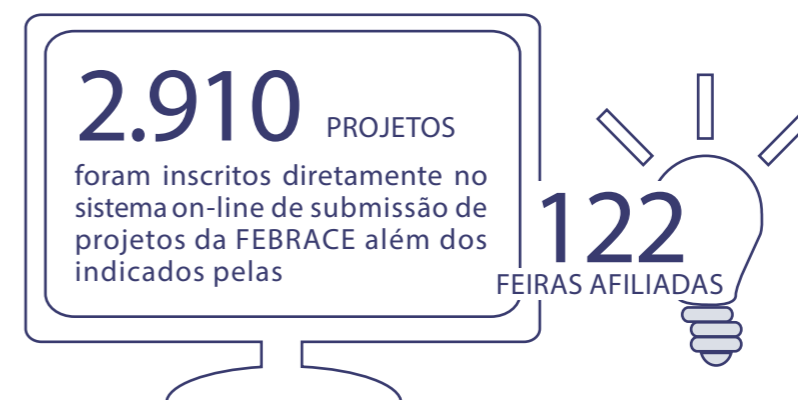 2.910 PROJETOS
foram inscritos diretamente no
sistema on-line de submissão de
projetos da FEBRACE além dos
indicados pelas
122
FEIRAS AFILIADAS